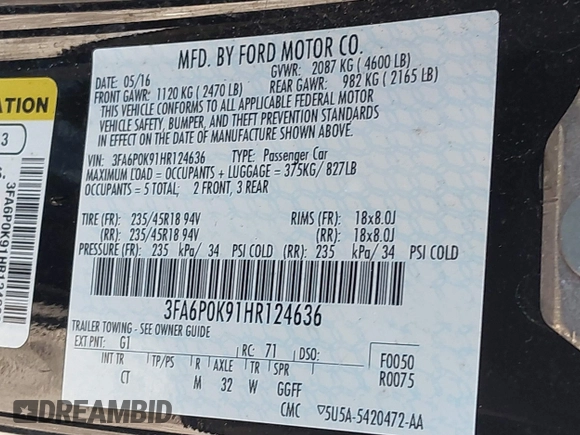 MFD. BY FORD MOTOR CO.
DATE: 05/16 GVWR: 2087 KG ( 4600 LB)
FRONT GAWR: 1120 KG ( 2470 LB) REAR GAWR: 982 KG ( 2165 LB)
THIS VEHICLE CONFORMS TO ALL APPLICABLE FEDERAL MOTOR
VEHICLE SAFETY, BUMPER, AND THEFT PREVENTION STANDARDS
IN EFFECT ON THE DATE OF MANUFACTURE SHOWN ABOVE.
VIN: 3FA6P0K91HR124636 TYPE: Passenger Car
MAXIMUM LOAD = OCCUPANTS + LUGGAGE = 375KG/ 827LB
OCCUPANTS = 5 TOTAL; 2 FRONT, 3 REAR
TIRE (FR): 235/45R18 94V RIMS (FR): 18x8.0J
(RR): 235/45R18 94V (RR): 18x8.0J
PRESSURE (FR): 235 kPa/ 34 PSI COLD (RR): 235 kPa/ 34 PSI COLD
3FA6P0K91HR124636
TRAILER TOWING - SEE OWNER GUIDE
EXT PNT: G1 RC: 71 DSO:
F0050
R0075
INT TR TP/PS R AXLE TR SPR
CT M 32 W GGFF
CMC ▽5U5A-5420472-AA
ATION
3
bidcars